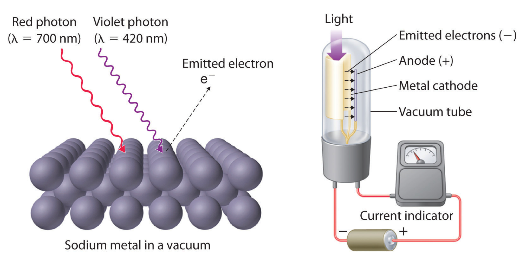 Red photon
(λ = 700 nm)
Violet photon
(λ = 420 nm)
Emitted electron
e⁻
Sodium metal in a vacuum
Light
Emitted electrons (−)
Anode (+)
Metal cathode
Vacuum tube
Current indicator
−
+